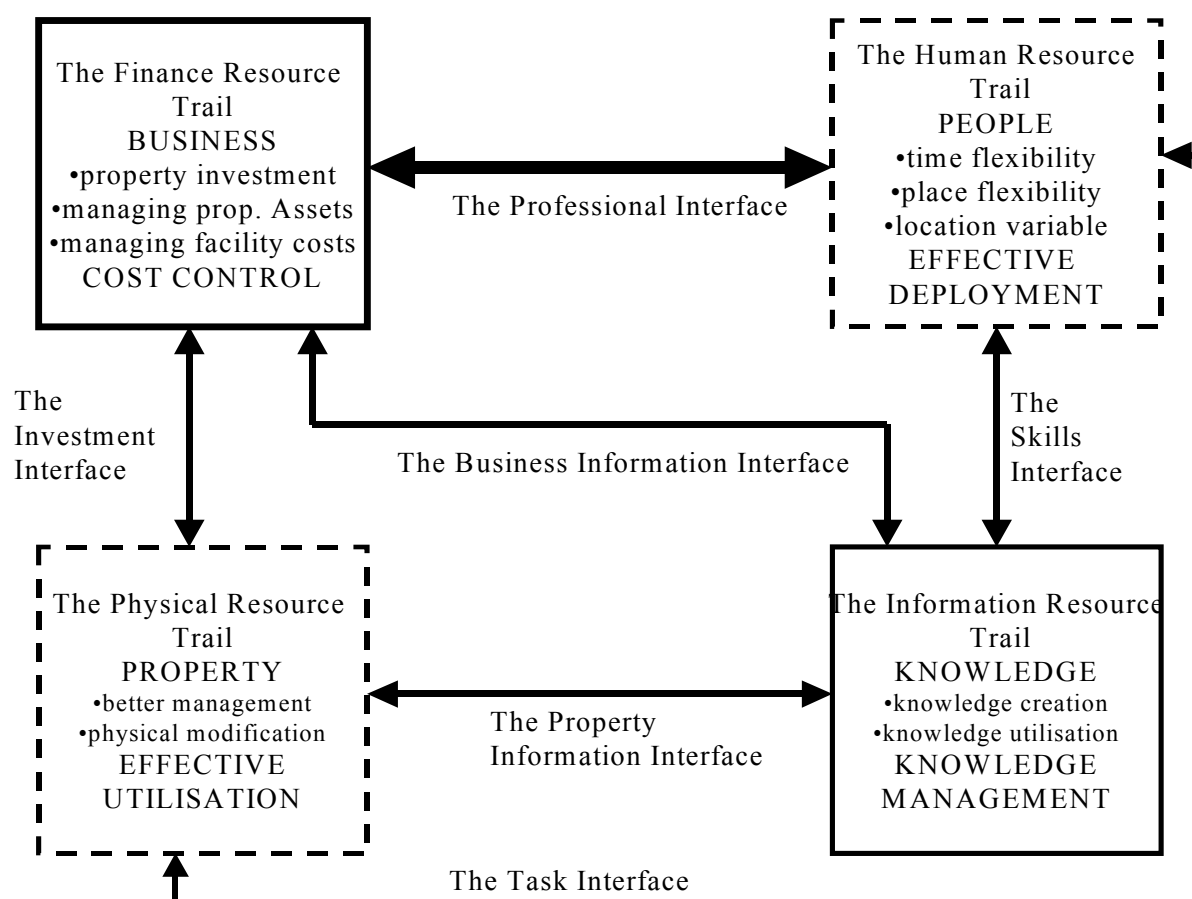 The Finance Resource
Trail
BUSINESS
•property investment
•managing prop. Assets
•managing facility costs
COST CONTROL
The Human Resource
Trail
PEOPLE
•time flexibility
•place flexibility
•location variable
EFFECTIVE
DEPLOYMENT
The Professional Interface
The
Investment
Interface
The Business Information Interface
The
Skills
Interface
The Physical Resource
Trail
PROPERTY
•better management
•physical modification
EFFECTIVE
UTILISATION
The Property
Information Interface
The Information Resource
Trail
KNOWLEDGE
•knowledge creation
•knowledge utilisation
KNOWLEDGE
MANAGEMENT
The Task Interface